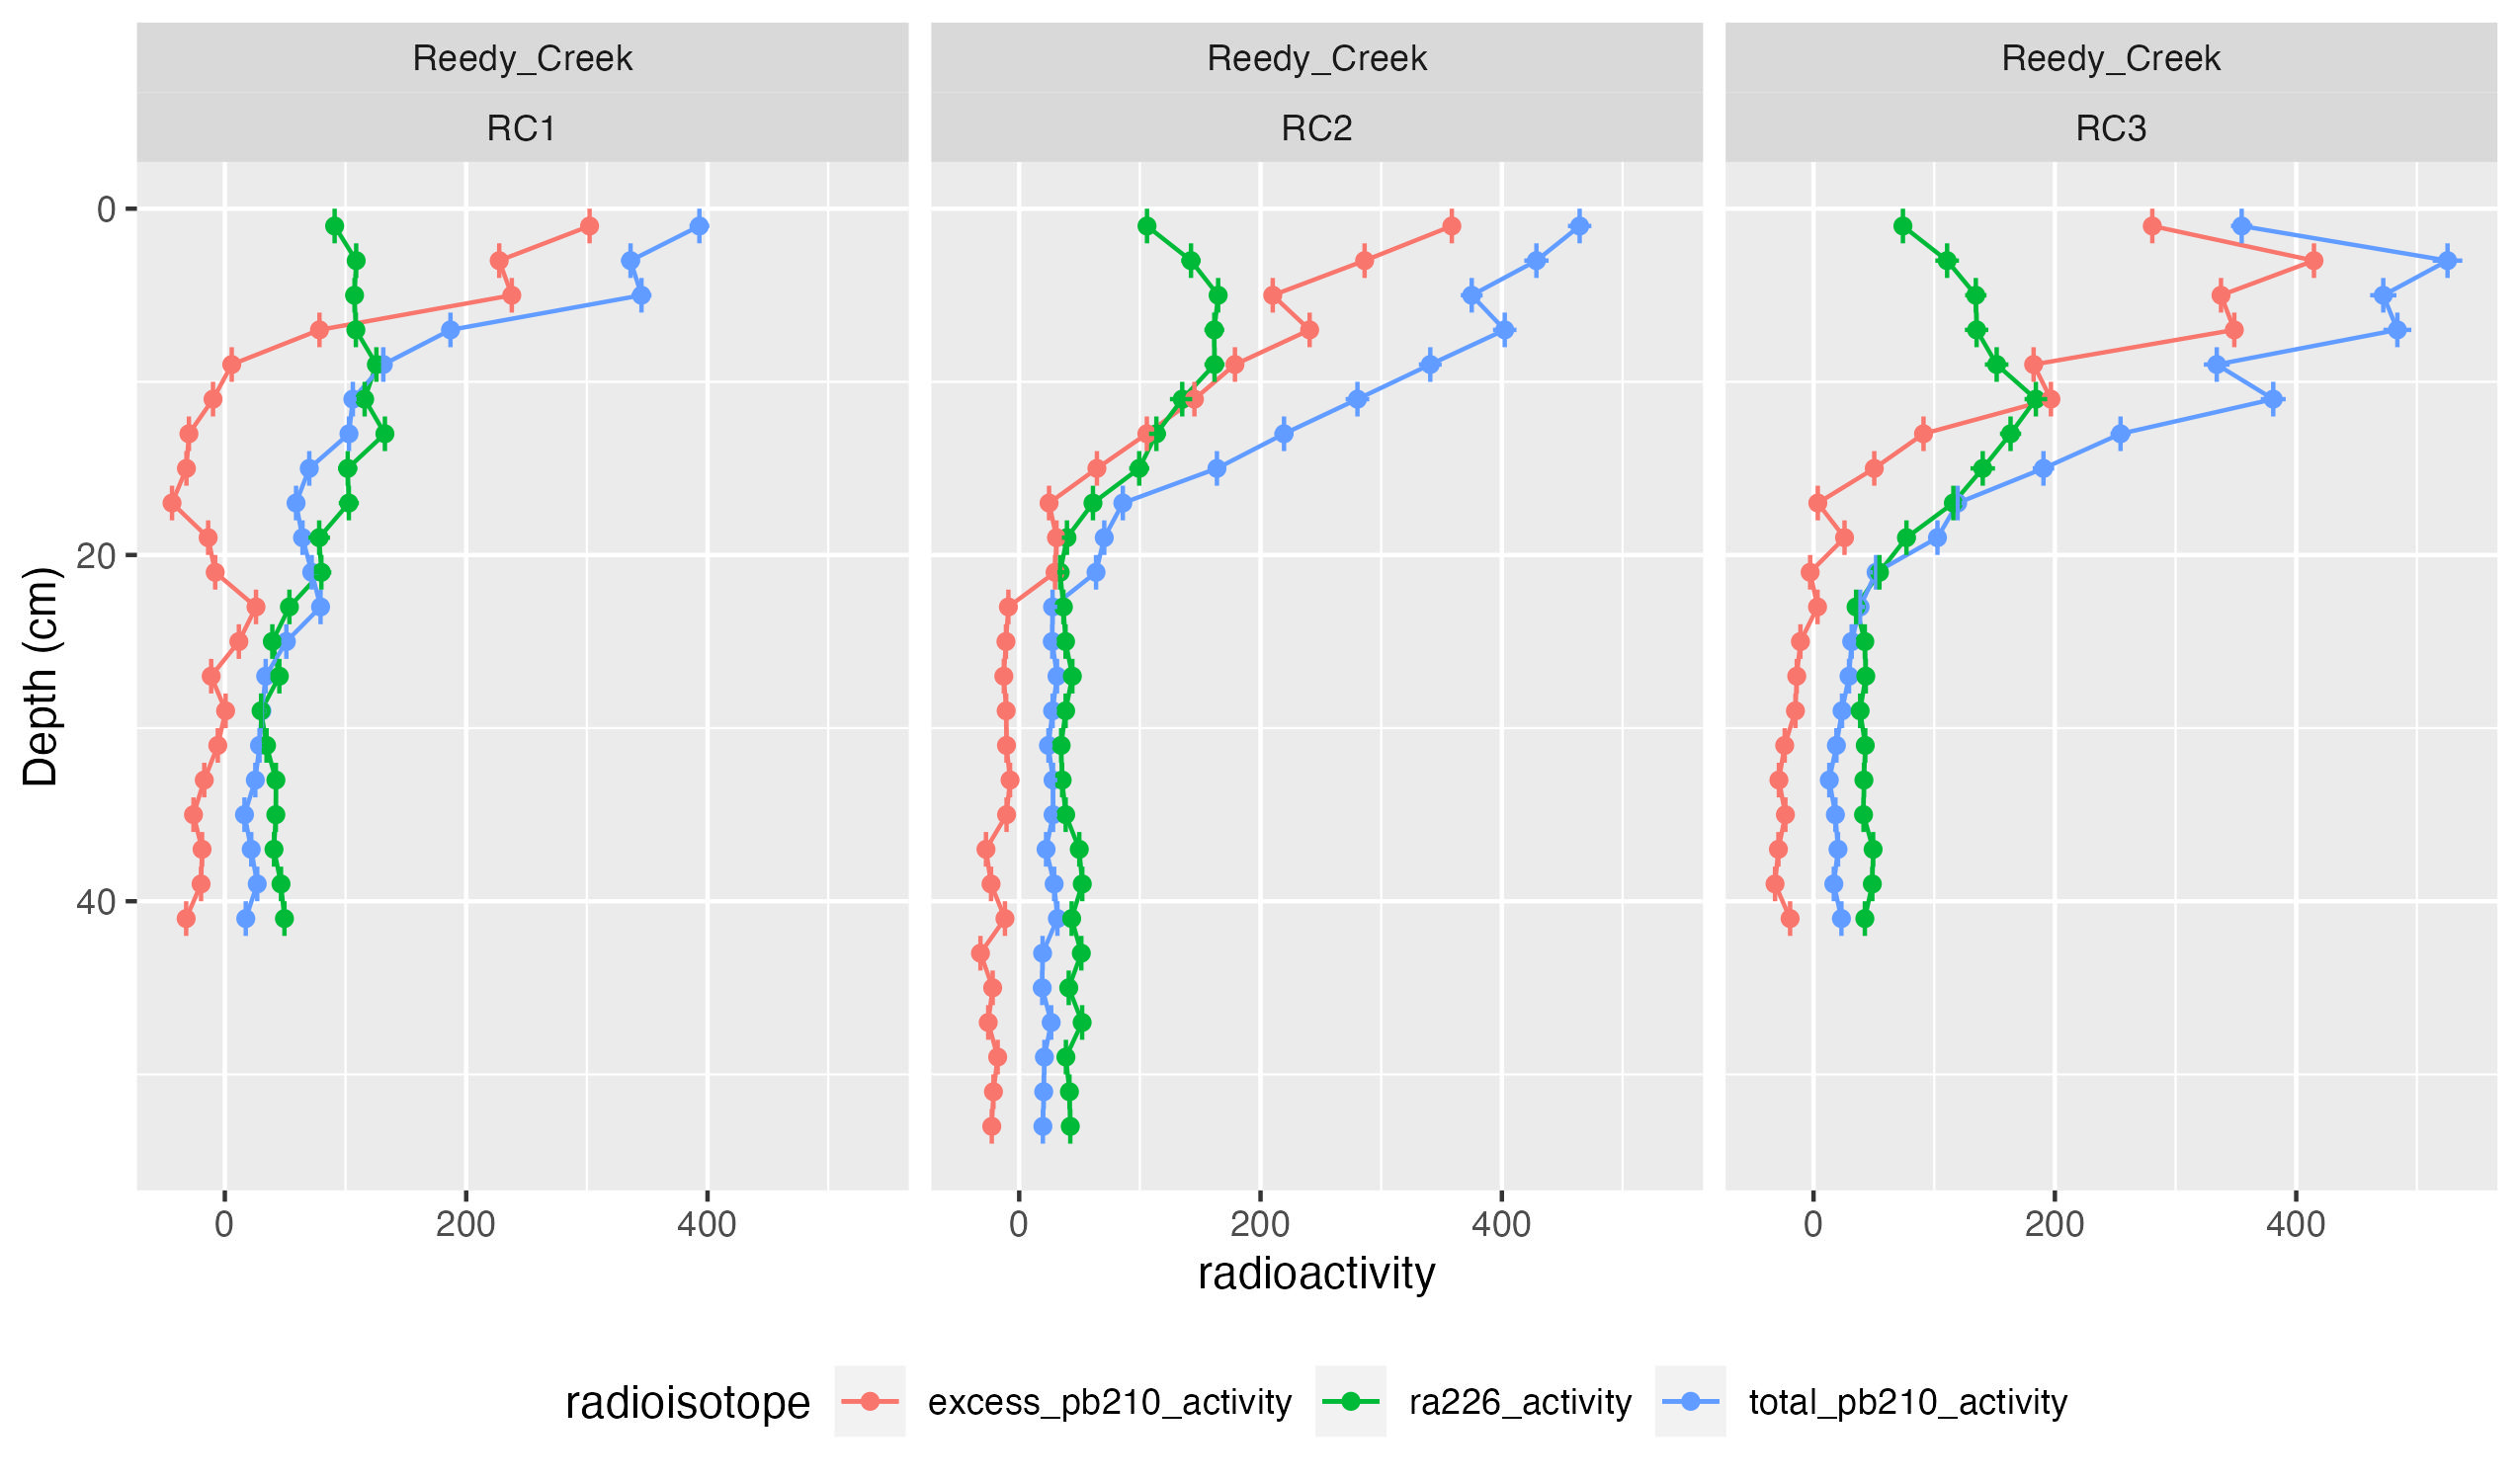 Reedy_Creek Reedy_Creek Reedy_Creek
RC1 RC2 RC3
0
20
40
Depth (cm)
0 200 400 0 200 400 0 200 400
radioactivity
radioisotope excess_pb210_activity ra226_activity total_pb210_activity